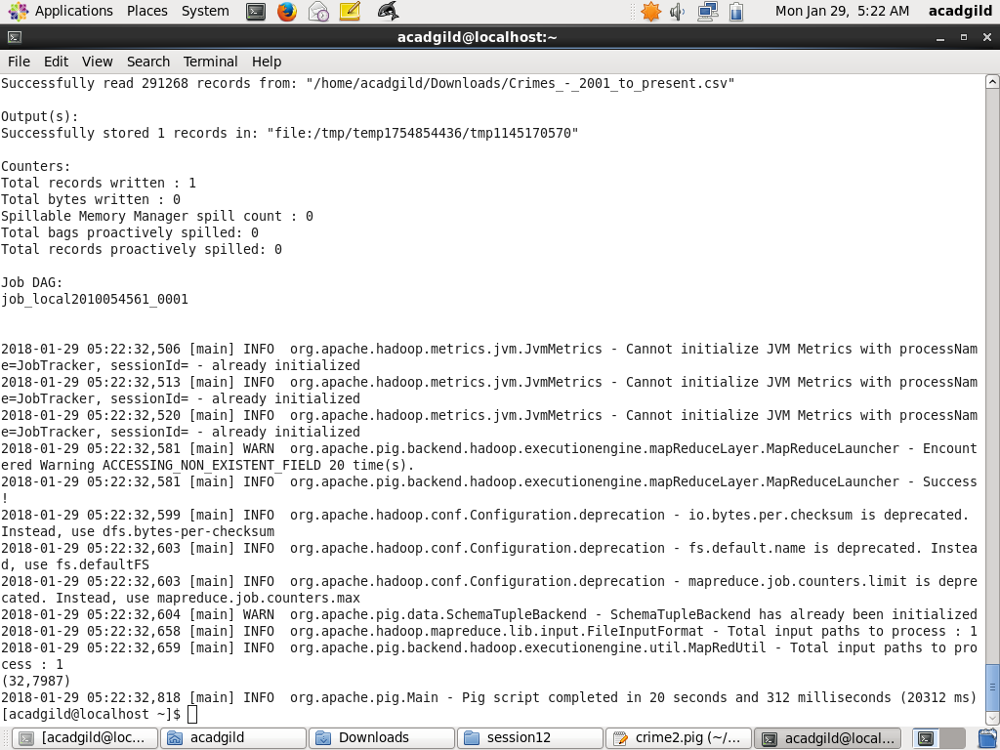 Applications Places System Mon Jan 29, 5:22 AM acadgild
acadgild@localhost:~
File Edit View Search Terminal Help
Successfully read 291268 records from: "/home/acadgild/Downloads/Crimes_-_2001_to_present.csv"
Output(s):
Successfully stored 1 records in: "file:/tmp/temp1754854436/tmp1145170570"
Counters:
Total records written : 1
Total bytes written : 0
Spillable Memory Manager spill count : 0
Total bags proactively spilled: 0
Total records proactively spilled: 0
Job DAG:
job_local2010054561_0001
2018-01-29 05:22:32,506 [main] INFO  org.apache.hadoop.metrics.jvm.JvmMetrics - Cannot initialize JVM Metrics with processNam
e=JobTracker, sessionId= - already initialized
2018-01-29 05:22:32,513 [main] INFO  org.apache.hadoop.metrics.jvm.JvmMetrics - Cannot initialize JVM Metrics with processNam
e=JobTracker, sessionId= - already initialized
2018-01-29 05:22:32,520 [main] INFO  org.apache.hadoop.metrics.jvm.JvmMetrics - Cannot initialize JVM Metrics with processNam
e=JobTracker, sessionId= - already initialized
2018-01-29 05:22:32,581 [main] WARN  org.apache.pig.backend.hadoop.executionengine.mapReduceLayer.MapReduceLauncher - Encount
ered Warning ACCESSING_NON_EXISTENT_FIELD 20 time(s).
2018-01-29 05:22:32,581 [main] INFO  org.apache.pig.backend.hadoop.executionengine.mapReduceLayer.MapReduceLauncher - Success
!
2018-01-29 05:22:32,599 [main] INFO  org.apache.hadoop.conf.Configuration.deprecation - io.bytes.per.checksum is deprecated.
Instead, use dfs.bytes-per-checksum
2018-01-29 05:22:32,603 [main] INFO  org.apache.hadoop.conf.Configuration.deprecation - fs.default.name is deprecated. Instea
d, use fs.defaultFS
2018-01-29 05:22:32,603 [main] INFO  org.apache.hadoop.conf.Configuration.deprecation - mapreduce.job.counters.limit is depre
cated. Instead, use mapreduce.job.counters.max
2018-01-29 05:22:32,604 [main] WARN  org.apache.pig.data.SchemaTupleBackend - SchemaTupleBackend has already been initialized
2018-01-29 05:22:32,658 [main] INFO  org.apache.hadoop.mapreduce.lib.input.FileInputFormat - Total input paths to process : 1
2018-01-29 05:22:32,659 [main] INFO  org.apache.pig.backend.hadoop.executionengine.util.MapRedUtil - Total input paths to pro
cess : 1
(32,7987)
2018-01-29 05:22:32,818 [main] INFO  org.apache.pig.Main - Pig script completed in 20 seconds and 312 milliseconds (20312 ms)
[acadgild@localhost ~]$
[acadgild@loc... acadgild Downloads session12 crime2.pig (~/... acadgild@local...